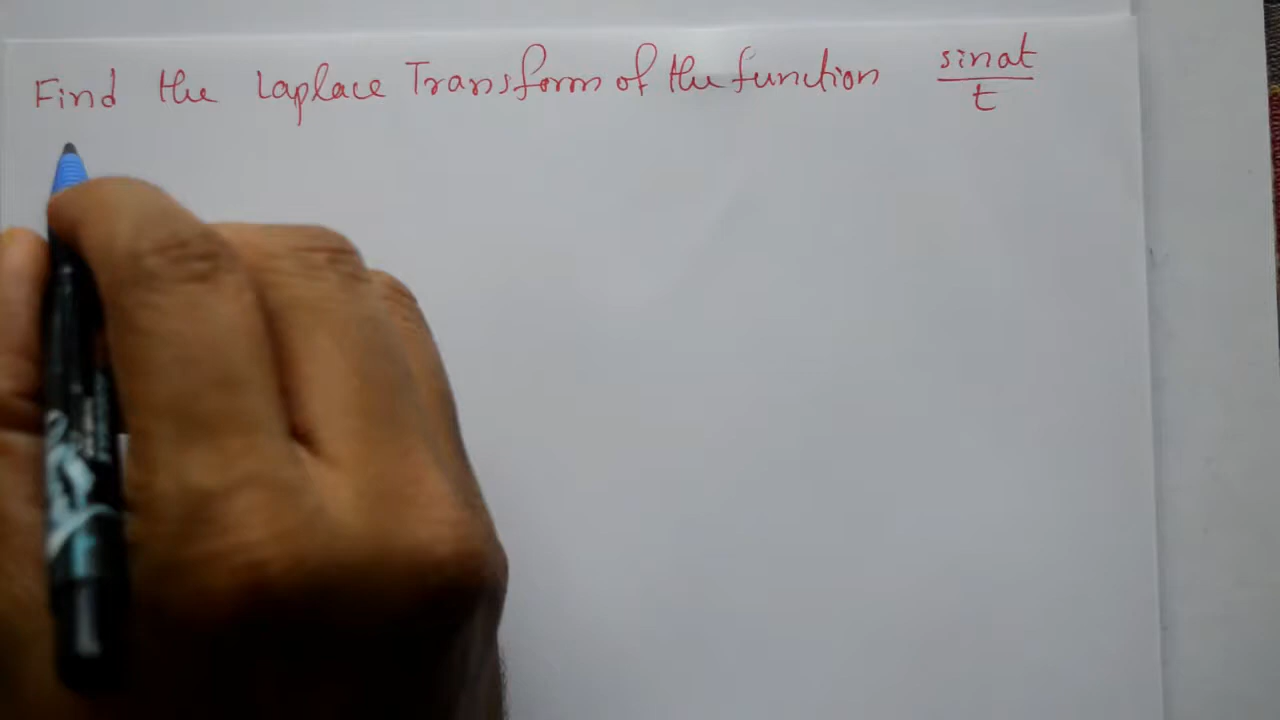 Find the Laplace Transform of the function sinat/t